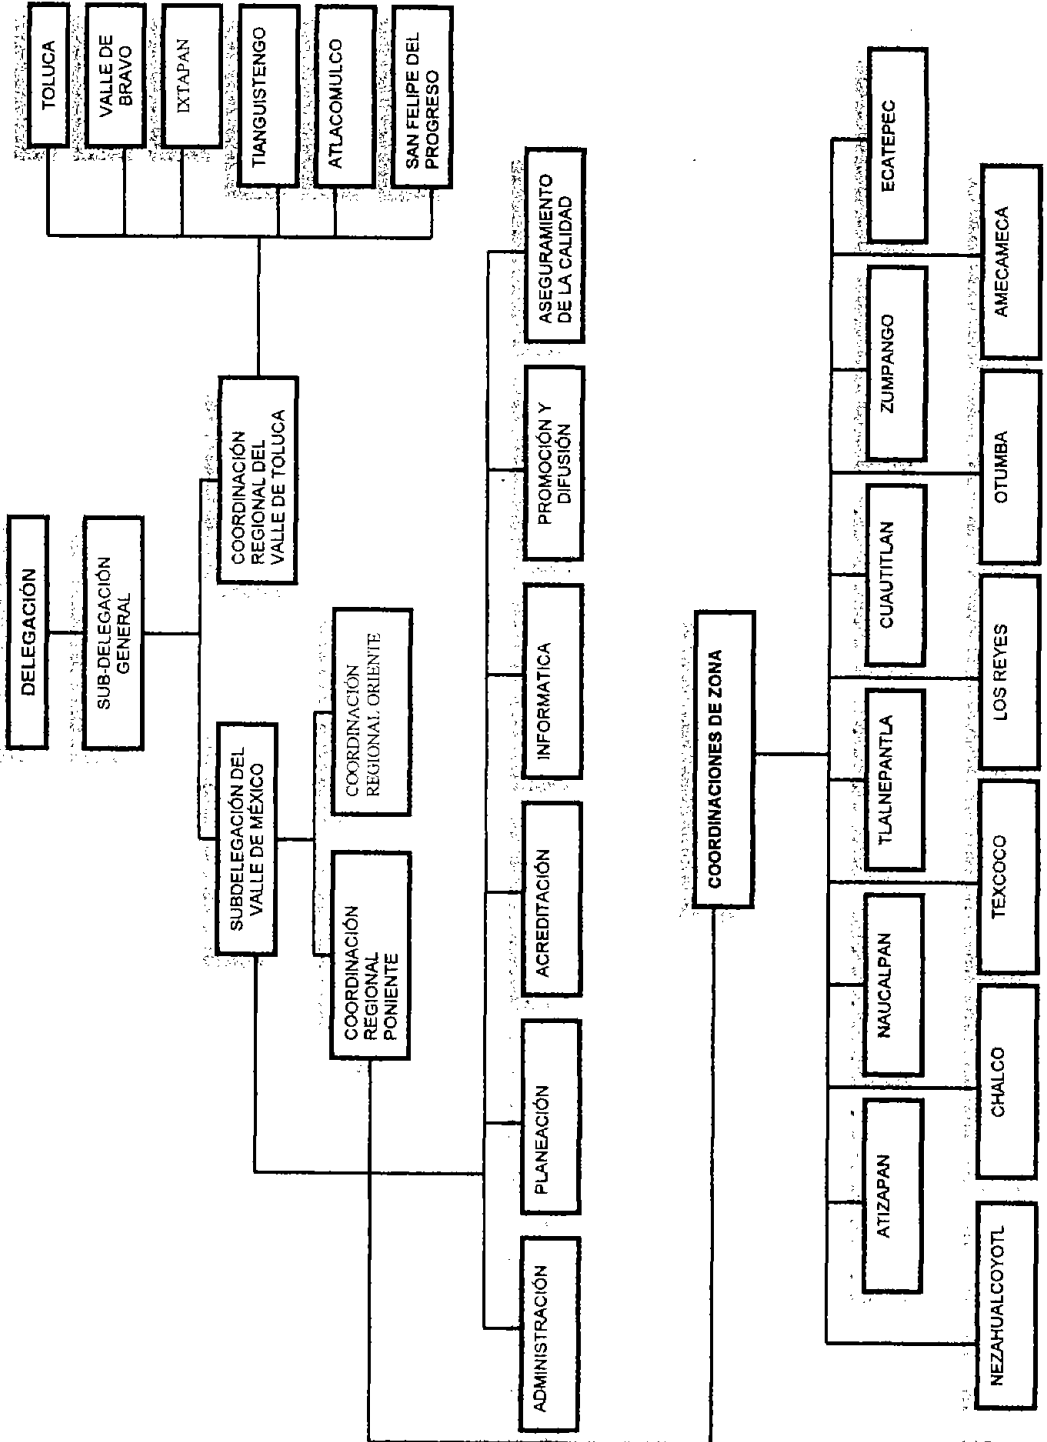 DELEGACIÓN
SUB-DELEGACIÓN
GENERAL
SUBDELEGACIÓN DEL
VALLE DE MÉXICO
COORDINACIÓN
REGIONAL DEL
VALLE DE TOLUCA
COORDINACIÓN
REGIONAL
PONIENTE
COORDINACIÓN
REGIONAL ORIENTE
TOLUCA
VALLE DE
BRAVO
IXTAPAN
TIANGUISTENGO
ATLACOMULCO
SAN FELIPE DEL
PROGRESO
ADMINISTRACIÓN
PLANEACIÓN
ACREDITACIÓN
INFORMATICA
PROMOCIÓN Y
DIFUSIÓN
ASEGURAMIENTO
DE LA CALIDAD
COORDINACIONES DE ZONA
ATIZAPAN
NAUCALPAN
TLALNEPANTLA
CUAUTITLAN
ZUMPANGO
ECATEPEC
NEZAHUALCOYOTL
CHALCO
TEXCOCO
LOS REYES
OTUMBA
AMECAMECA